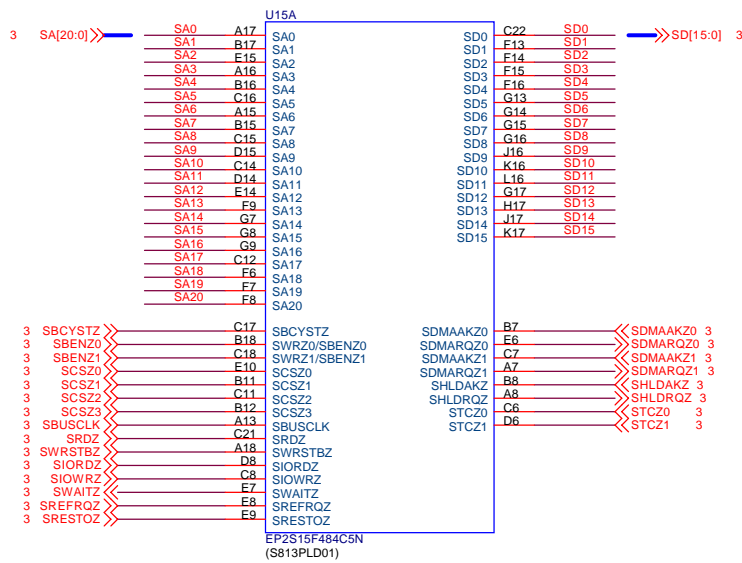 U15A
3 SA[20:0] SA0 A17 SA0 SD0 C22 SD0 SD[15:0] 3
SA1 B17 SA1 SD1 F13 SD1
SA2 E15 SA2 SD2 F14 SD2
SA3 A16 SA3 SD3 F15 SD3
SA4 B16 SA4 SD4 F16 SD4
SA5 C16 SA5 SD5 G13 SD5
SA6 A15 SA6 SD6 G14 SD6
SA7 B15 SA7 SD7 G15 SD7
SA8 C15 SA8 SD8 G16 SD8
SA9 D15 SA9 SD9 J16 SD9
SA10 C14 SA10 SD10 K16 SD10
SA11 D14 SA11 SD11 L16 SD11
SA12 E14 SA12 SD12 G17 SD12
SA13 F9 SA13 SD13 H17 SD13
SA14 G7 SA14 SD14 J17 SD14
SA15 G8 SA15 SD15 K17 SD15
SA16 G9 SA16
SA17 C12 SA17
SA18 F6 SA18
SA19 F7 SA19
SA20 F8 SA20
3 SBCYSTZ C17 SBCYSTZ SDMAAKZ0 B7 SDMAAKZ0 3
3 SBENZ0 B18 SWRZ0/SBENZ0 SDMARQZ0 E6 SDMARQZ0 3
3 SBENZ1 C18 SWRZ1/SBENZ1 SDMAAKZ1 C7 SDMAAKZ1 3
3 SCSZ0 E10 SCSZ0 SDMARQZ1 A7 SDMARQZ1 3
3 SCSZ1 B11 SCSZ1 SHLDAKZ B8 SHLDAKZ 3
3 SCSZ2 C11 SCSZ2 SHLDRQZ A8 SHLDRQZ 3
3 SCSZ3 B12 SCSZ3 STCZ0 C6 STCZ0 3
3 SBUSCLK A13 SBUSCLK STCZ1 D6 STCZ1 3
3 SRDZ C21 SRDZ
3 SWRSTBZ A18 SWRSTBZ
3 SIORDZ D8 SIORDZ
3 SIOWRZ C8 SIOWRZ
3 SWAITZ E7 SWAITZ
3 SREFRQZ E8 SREFRQZ
3 SRESTOZ E9 SRESTOZ
EP2S15F484C5N
(S813PLD01)